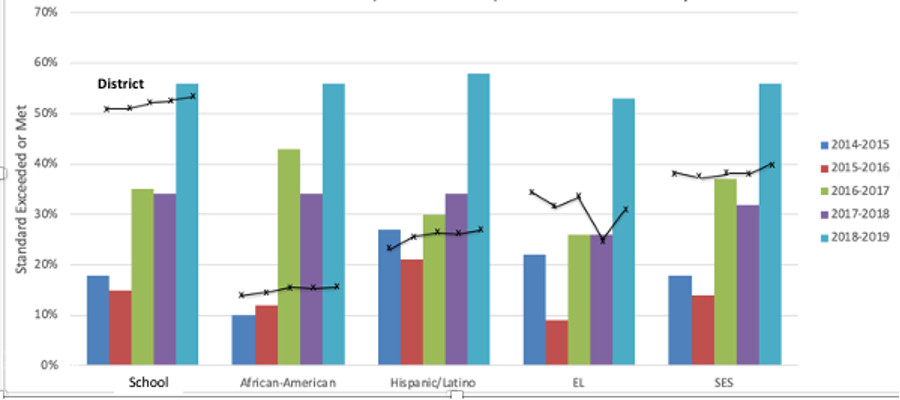 70%
60%
50%
40%
30%
20%
10%
0%
Standard Exceeded or Met
District
School
African-American
Hispanic/Latino
EL
SES
2014-2015
2015-2016
2016-2017
2017-2018
2018-2019